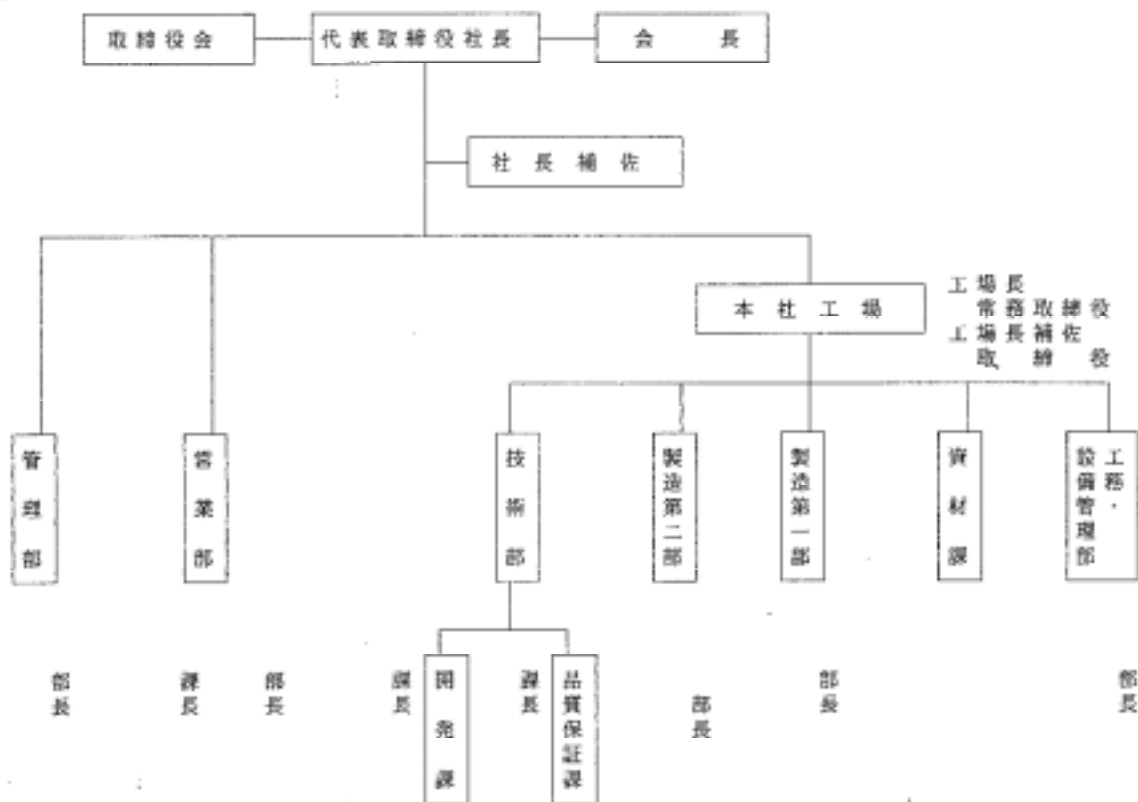 取締役会
代表取締役社長
会長
社長補佐
本社工場
工場長
常務取締役
工場長補佐
取締役
管理部
営業部
技術部
製造第二部
製造第一部
資材課
工務・
設備管理部
部長
課長
部長
課長
開発課
課長
品質保証課
部長
部長
部長